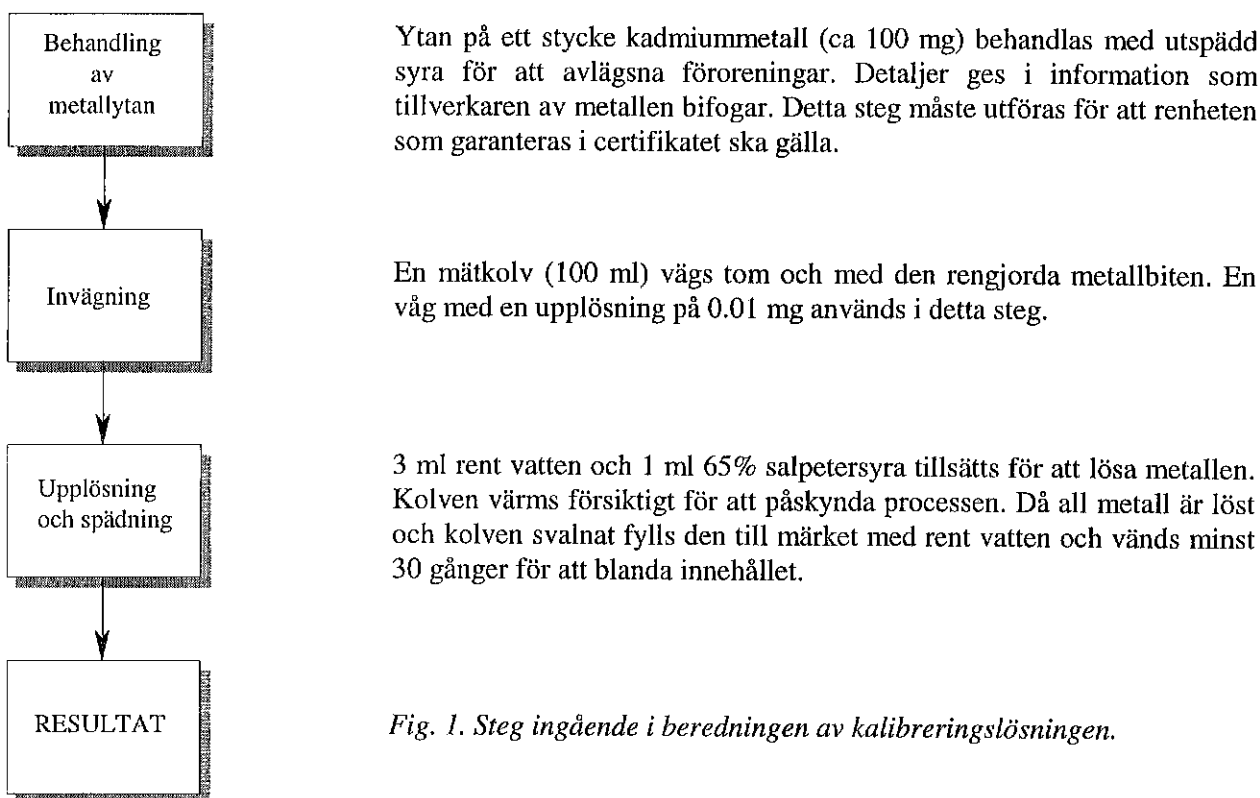 Behandling
av
metallytan
Ytan på ett stycke kadmiummetall (ca 100 mg) behandlas med utspädd
syra för att avlägsna föroreningar. Detaljer ges i information som
tillverkaren av metallen bifogar. Detta steg måste utföras för att renheten
som garanteras i certifikatet ska gälla.
Invägning
En mätkolv (100 ml) vägs tom och med den rengjorda metallbiten. En
våg med en upplösning på 0.01 mg används i detta steg.
Upplösning
och spädning
3 ml rent vatten och 1 ml 65% salpetersyra tillsätts för att lösa metallen.
Kolven värms försiktigt för att påskynda processen. Då all metall är löst
och kolven svalnat fylls den till märket med rent vatten och vänds minst
30 gånger för att blanda innehållet.
RESULTAT
Fig. 1. Steg ingående i beredningen av kalibreringslösningen.